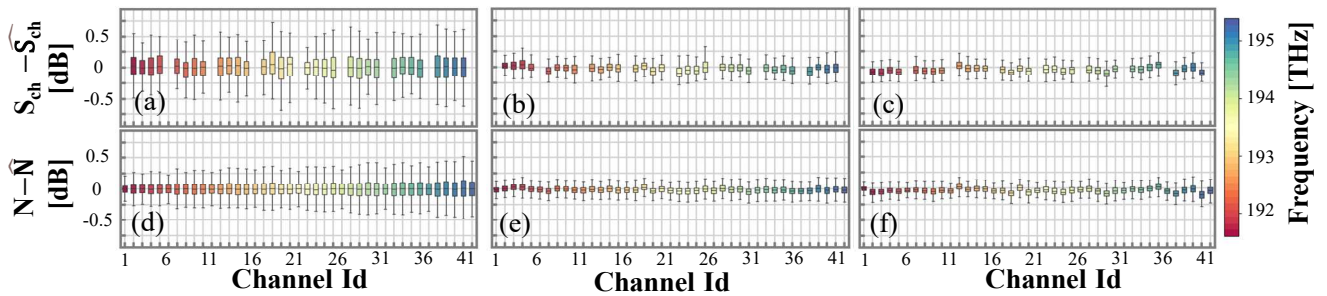 S_ch − Ŝ_ch
[dB]
0.5
0
-0.5
(a)
(b)
(c)
N−N̂
[dB]
0.5
0
-0.5
(d)
(e)
(f)
1 6 11 16 21 26 31 36 41
1 6 11 16 21 26 31 36 41
1 6 11 16 21 26 31 36 41
Channel Id
Channel Id
Channel Id
195
194
193
192
Frequency [THz]